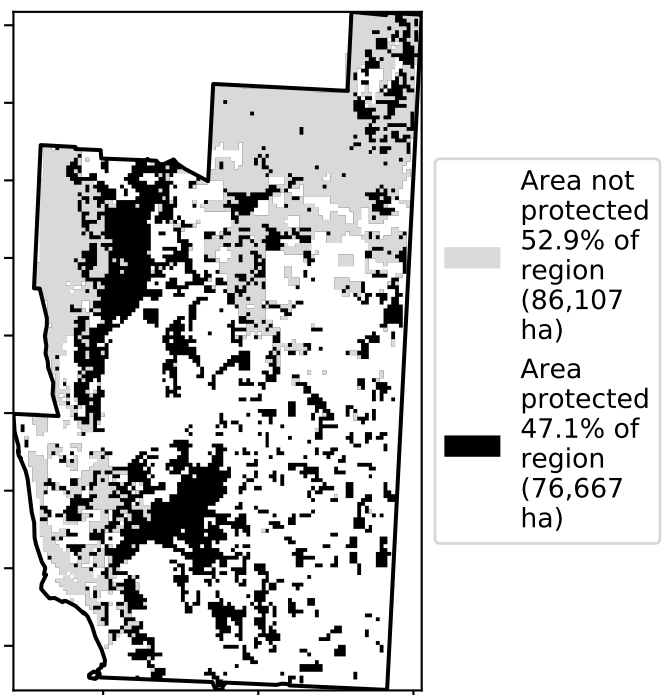 Area not
protected
52.9% of
region
(86,107
ha)
Area
protected
47.1% of
region
(76,667
ha)